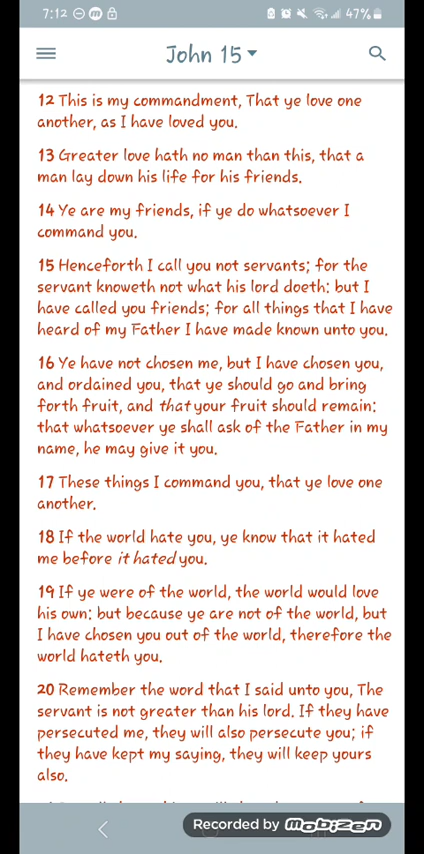 7:12 m 47%
John 15
12 This is my commandment, That ye love one
another, as I have loved you.
13 Greater love hath no man than this, that a
man lay down his life for his friends.
14 Ye are my friends, if ye do whatsoever I
command you.
15 Henceforth I call you not servants; for the
servant knoweth not what his lord doeth: but I
have called you friends; for all things that I have
heard of my Father I have made known unto you.
16 Ye have not chosen me, but I have chosen you,
and ordained you, that ye should go and bring
forth fruit, and that your fruit should remain:
that whatsoever ye shall ask of the Father in my
name, he may give it you.
17 These things I command you, that ye love one
another.
18 If the world hate you, ye know that it hated
me before it hated you.
19 If ye were of the world, the world would love
his own: but because ye are not of the world, but
I have chosen you out of the world, therefore the
world hateth you.
20 Remember the word that I said unto you, The
servant is not greater than his lord. If they have
persecuted me, they will also persecute you; if
they have kept my saying, they will keep yours
also.
Recorded by mobizen